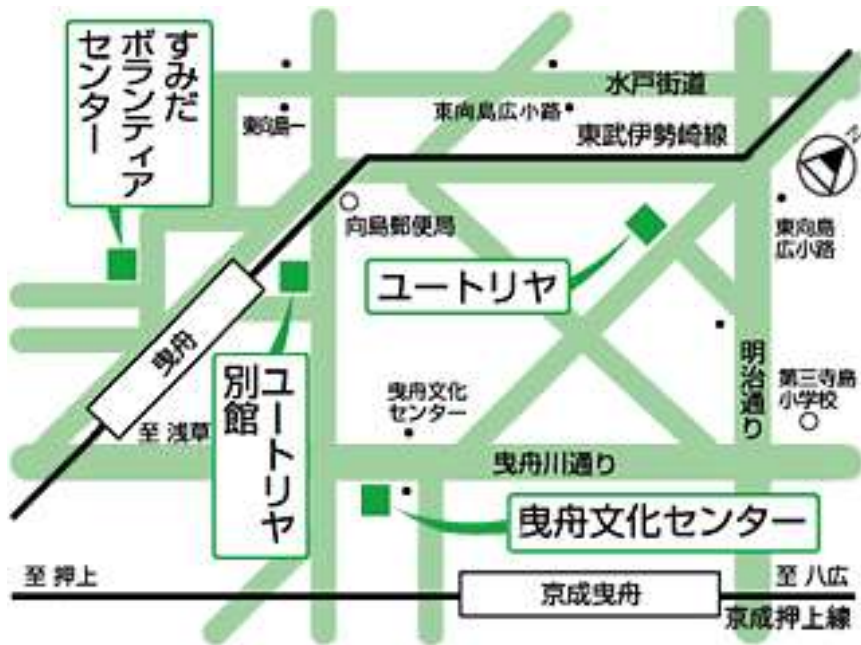 すみだ
ボランティア
センター
水戸街道
東向島一
東向島広小路
東武伊勢崎線
N
向島郵便局
東向島
広小路
ユートリヤ
曳舟
ユートリヤ
別館
明治通り
曳舟文化
センター
第三寺島
小学校
至 浅草
曳舟川通り
曳舟文化センター
至 押上
京成曳舟
至 八広
京成押上線